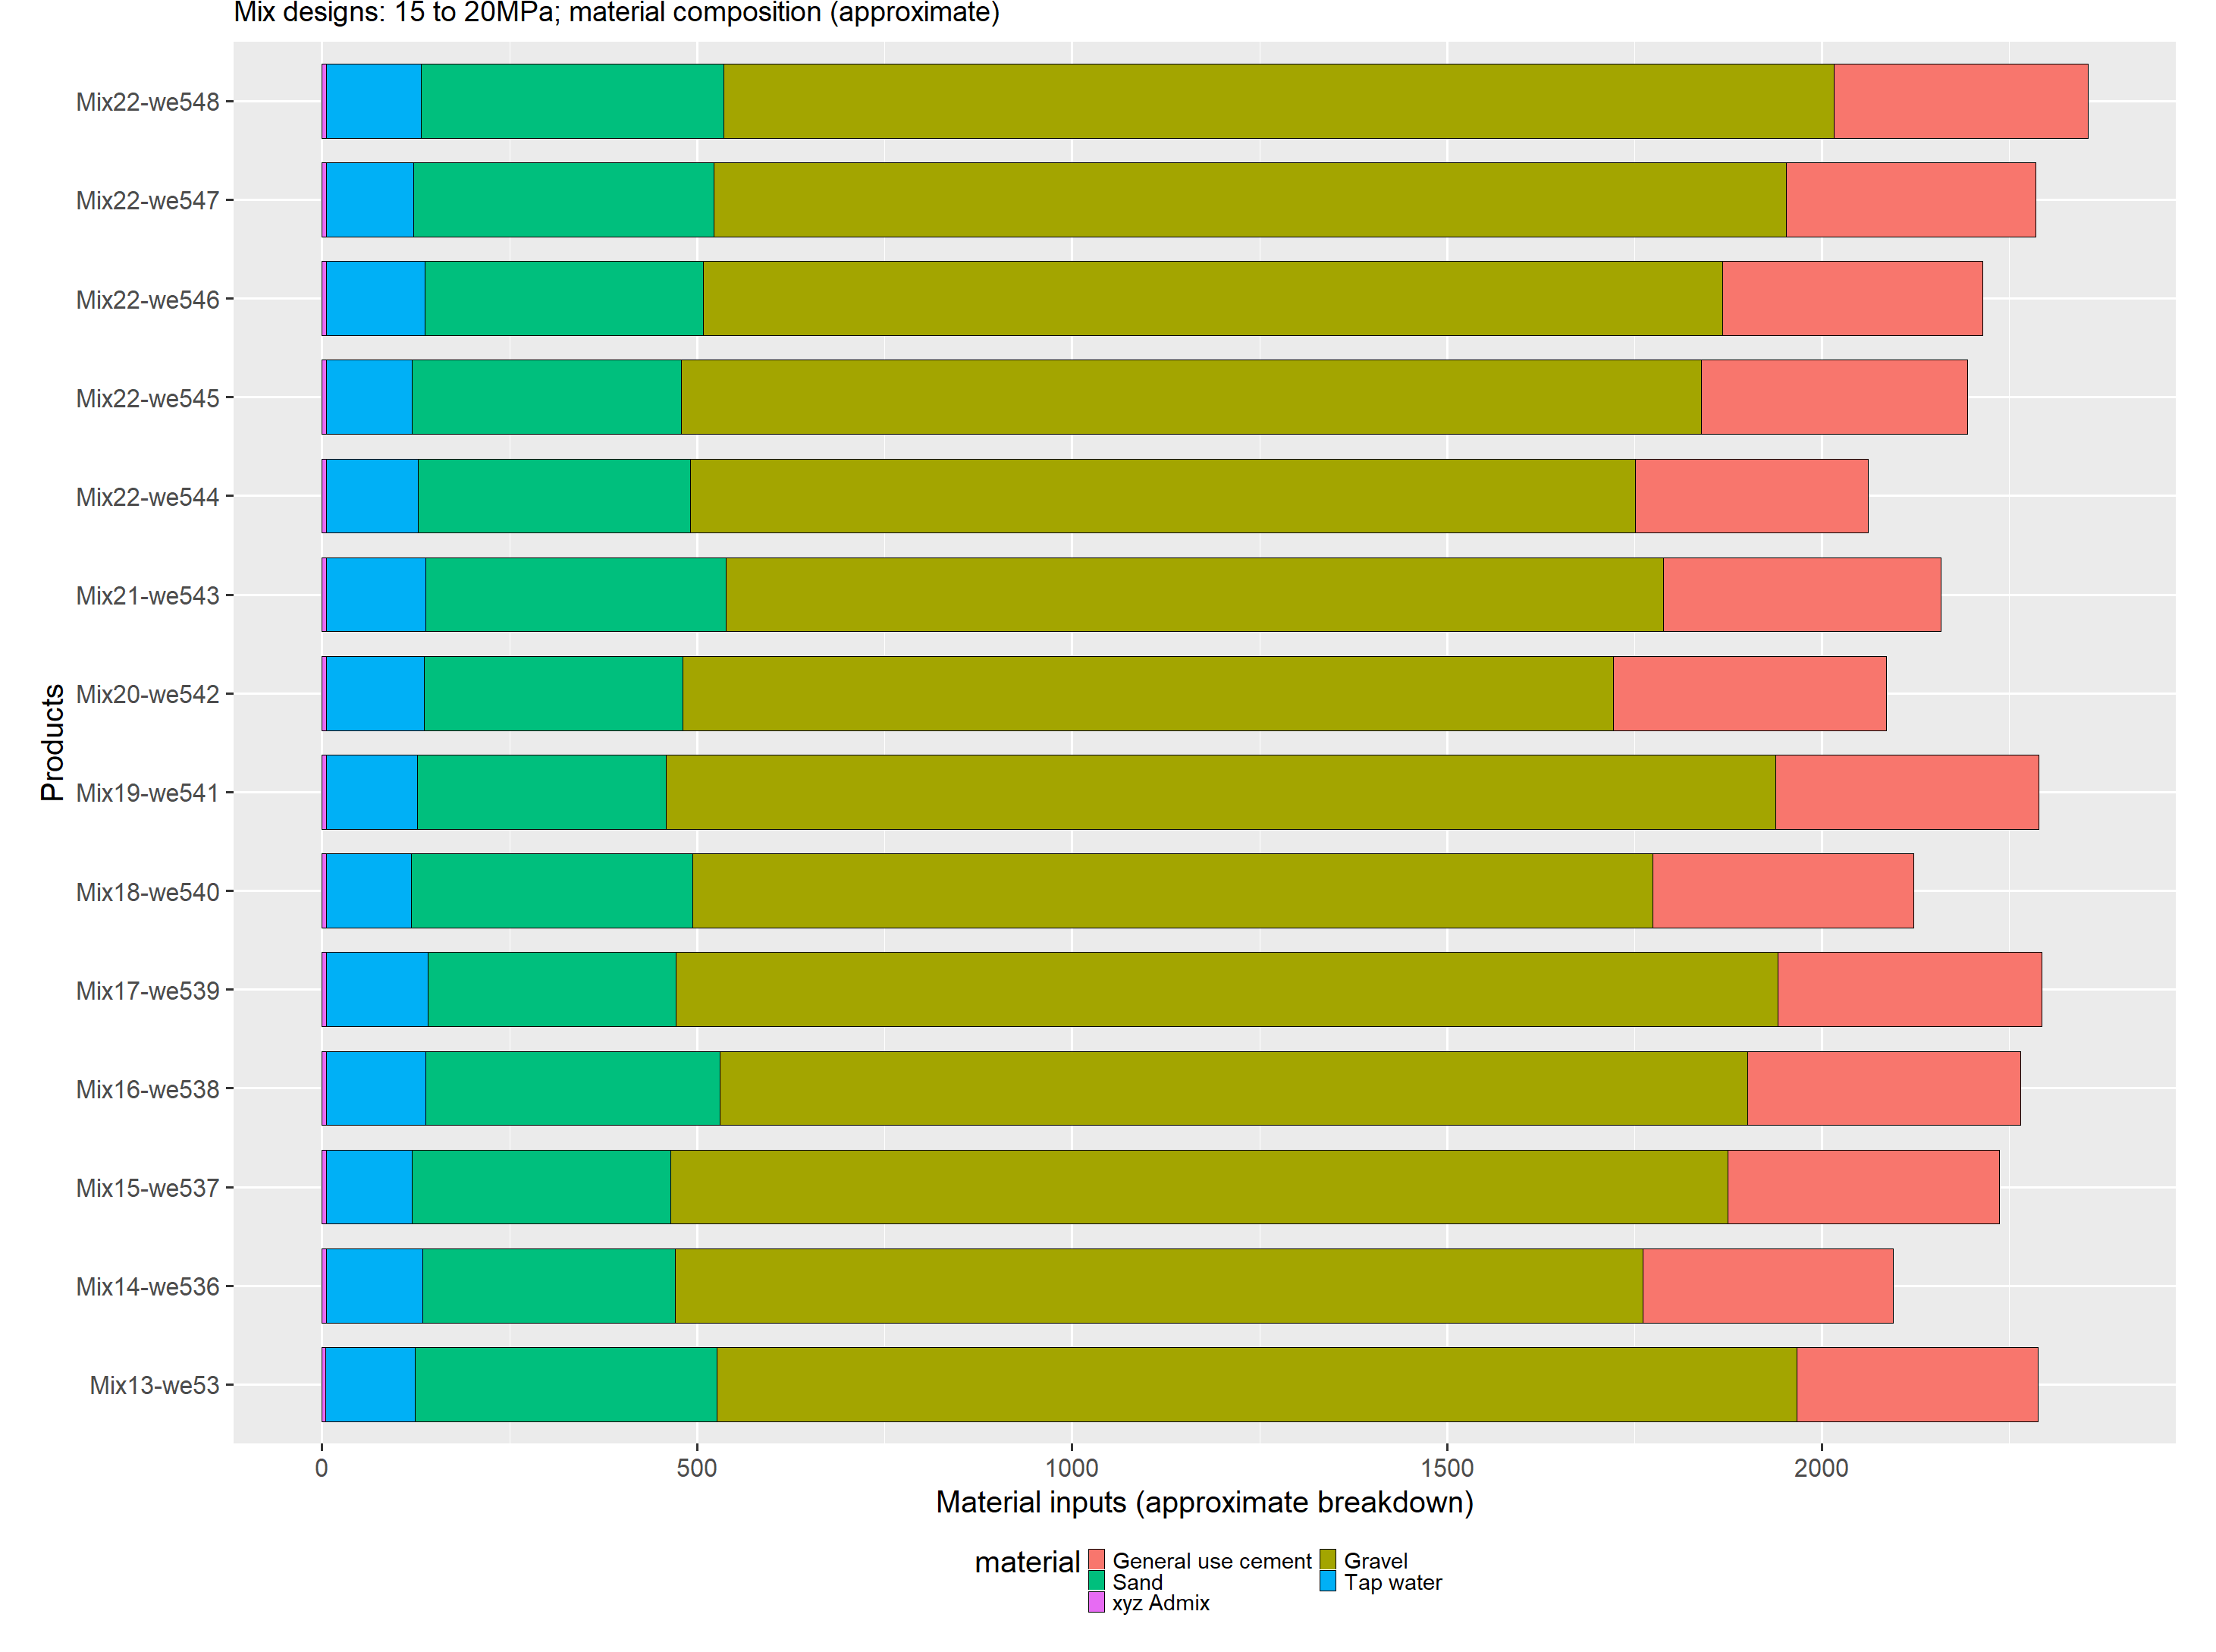 Mix designs: 15 to 20MPa; material composition (approximate)
Mix22-we548
Mix22-we547
Mix22-we546
Mix22-we545
Mix22-we544
Mix21-we543
Mix20-we542
Mix19-we541
Mix18-we540
Mix17-we539
Mix16-we538
Mix15-we537
Mix14-we536
Mix13-we53
Products
0 500 1000 1500 2000
Material inputs (approximate breakdown)
material
General use cement Gravel
Sand Tap water
xyz Admix